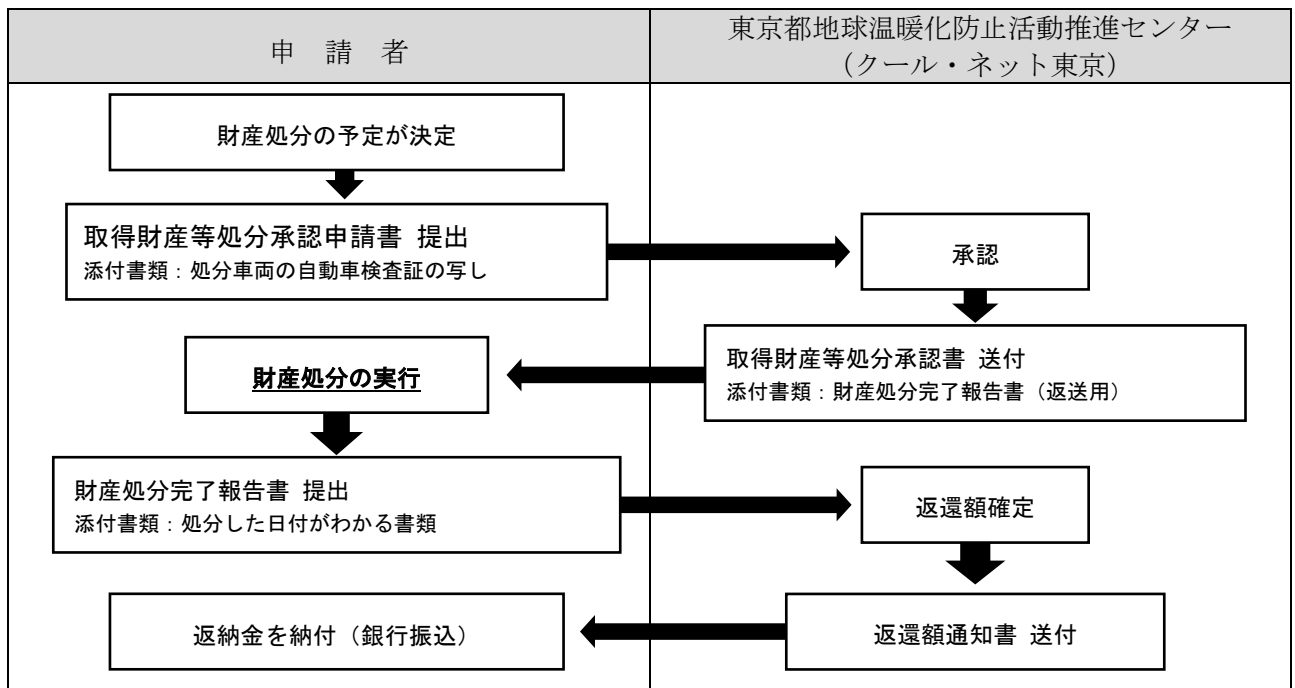 申 請 者
東京都地球温暖化防止活動推進センター
（クール・ネット東京）
財産処分の予定が決定
取得財産等処分承認申請書 提出
添付書類：処分車両の自動車検査証の写し
承認
取得財産等処分承認書 送付
添付書類：財産処分完了報告書（返送用）
財産処分の実行
財産処分完了報告書 提出
添付書類：処分した日付がわかる書類
返還額確定
返還額通知書 送付
返納金を納付（銀行振込）